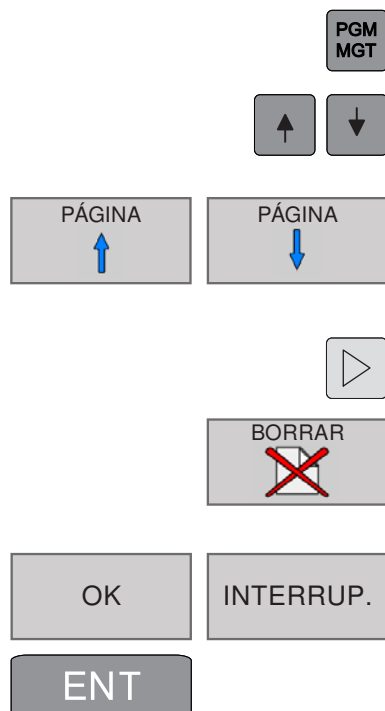 PGM
MGT
PÁGINA PÁGINA
BORRAR
OK INTERRUP.
ENT